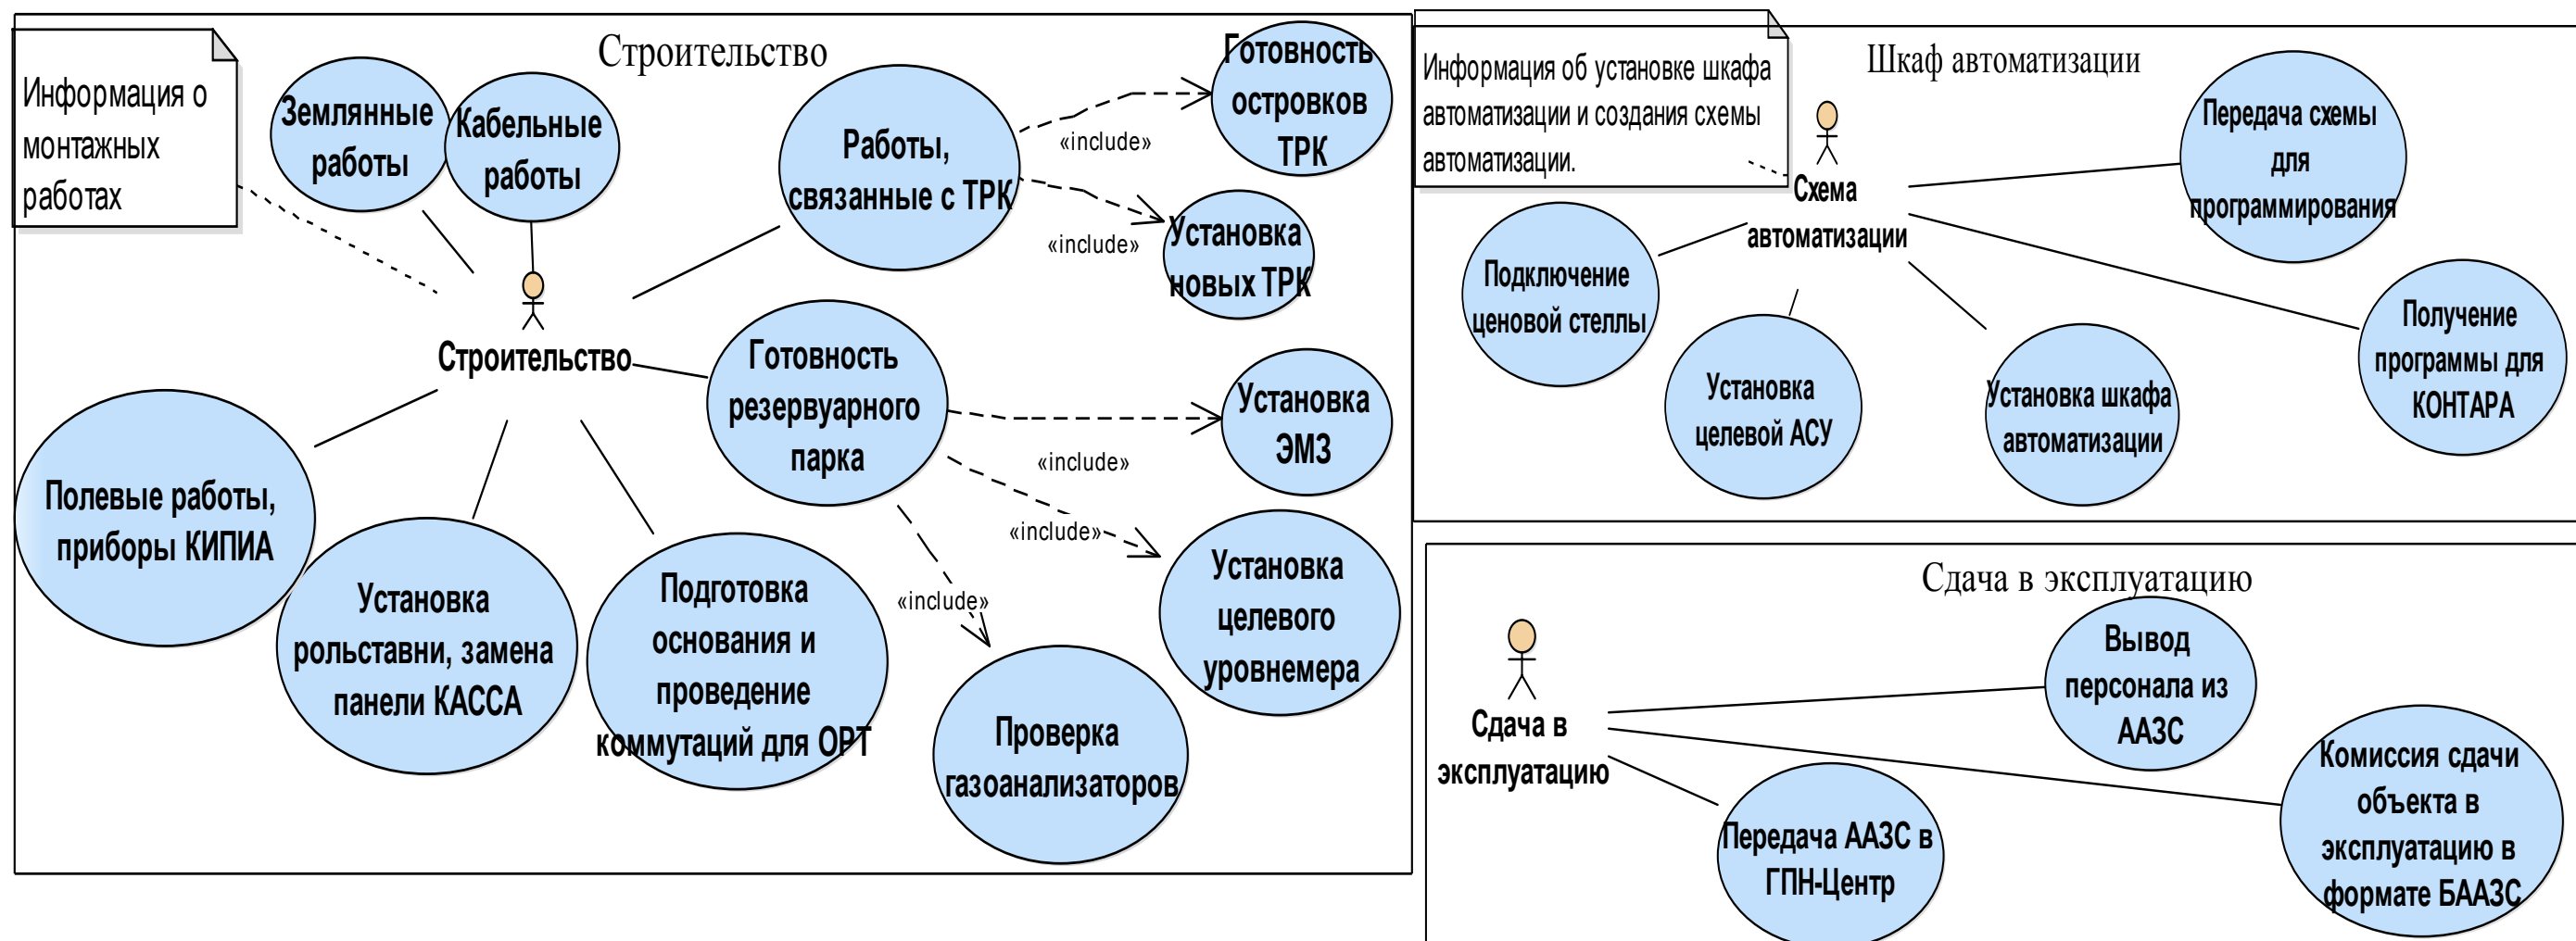 Строительство
Информация о
монтажных
работах
Землянные
работы
Кабельные
работы
Работы,
связанные с ТРК
«include»
Готовность
островков
ТРК
«include»
Установка
новых ТРК
Строительство
Готовность
резервуарного
парка
«include»
Установка
ЭМЗ
«include»
Установка
целевого
уровнемера
«include»
Проверка
газоанализаторов
Полевые работы,
приборы КИПИА
Установка
рольставни, замена
панели КАССА
Подготовка
основания и
проведение
коммутаций для ОРТ
Шкаф автоматизации
Информация об установке шкафа
автоматизации и создания схемы
автоматизации.
Схема
автоматизации
Передача схемы
для
программирования
Подключение
ценовой стеллы
Установка
целевой АСУ
Установка шкафа
автоматизации
Получение
программы для
КОНТАРА
Сдача в эксплуатацию
Сдача в
эксплуатацию
Вывод
персонала из
ААЗС
Передача ААЗС в
ГПН-Центр
Комиссия сдачи
объекта в
эксплуатацию в
формате БААЗС